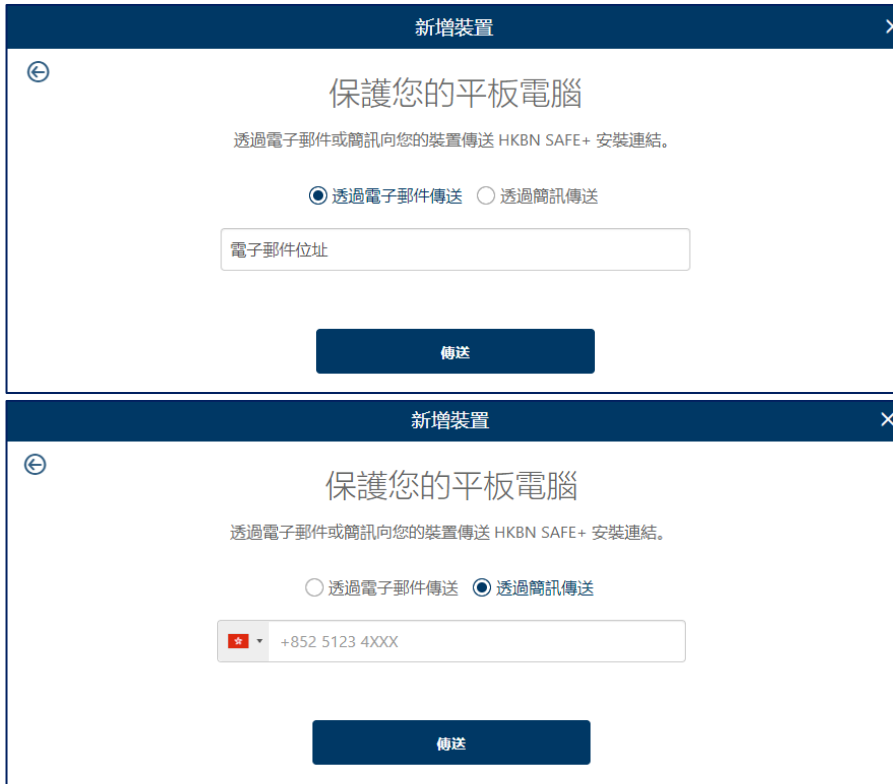 新增裝置
保護您的平板電腦
透過電子郵件或簡訊向您的裝置傳送 HKBN SAFE+ 安裝連結。
透過電子郵件傳送 透過簡訊傳送
電子郵件位址
傳送
新增裝置
保護您的平板電腦
透過電子郵件或簡訊向您的裝置傳送 HKBN SAFE+ 安裝連結。
透過電子郵件傳送 透過簡訊傳送
+852 5123 4XXX
傳送